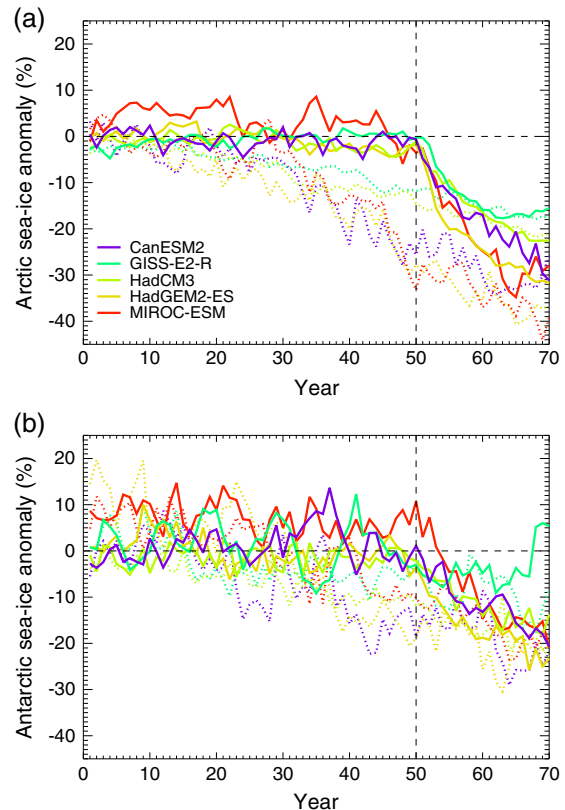 (a)
20
10
0
-10
-20
-30
-40
Arctic sea-ice anomaly (%)
CanESM2
GISS-E2-R
HadCM3
HadGEM2-ES
MIROC-ESM
0 10 20 30 40 50 60 70
Year
(b)
20
10
0
-10
-20
-30
-40
Antarctic sea-ice anomaly (%)
0 10 20 30 40 50 60 70
Year